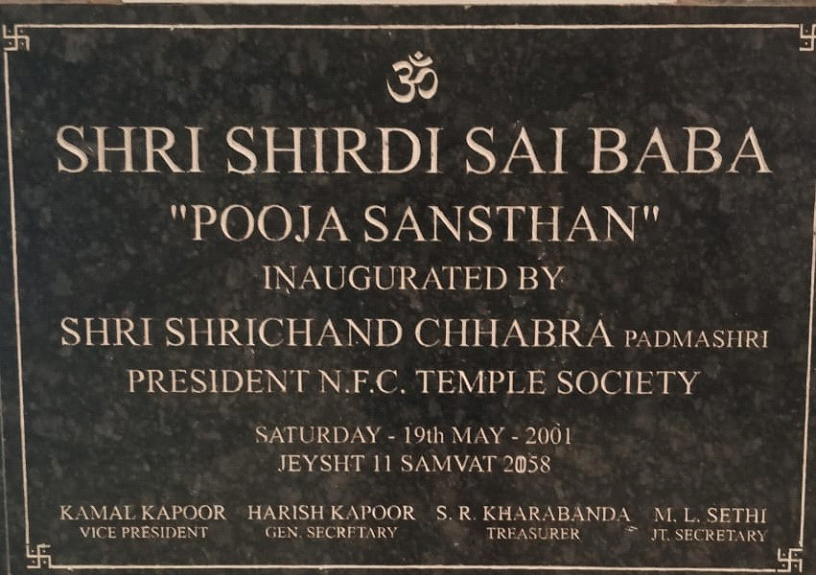 ॐ
SHRI SHIRDI SAI BABA
"POOJA SANSTHAN"
INAUGURATED BY
SHRI SHRICHAND CHHABRA PADMASHRI
PRESIDENT N.F.C. TEMPLE SOCIETY
SATURDAY - 19th MAY - 2001
JEYSHT 11 SAMVAT 2058
KAMAL KAPOOR HARISH KAPOOR S. R. KHARABANDA M. L. SETHI
VICE PRESIDENT GEN. SECRETARY TREASURER JT. SECRETARY